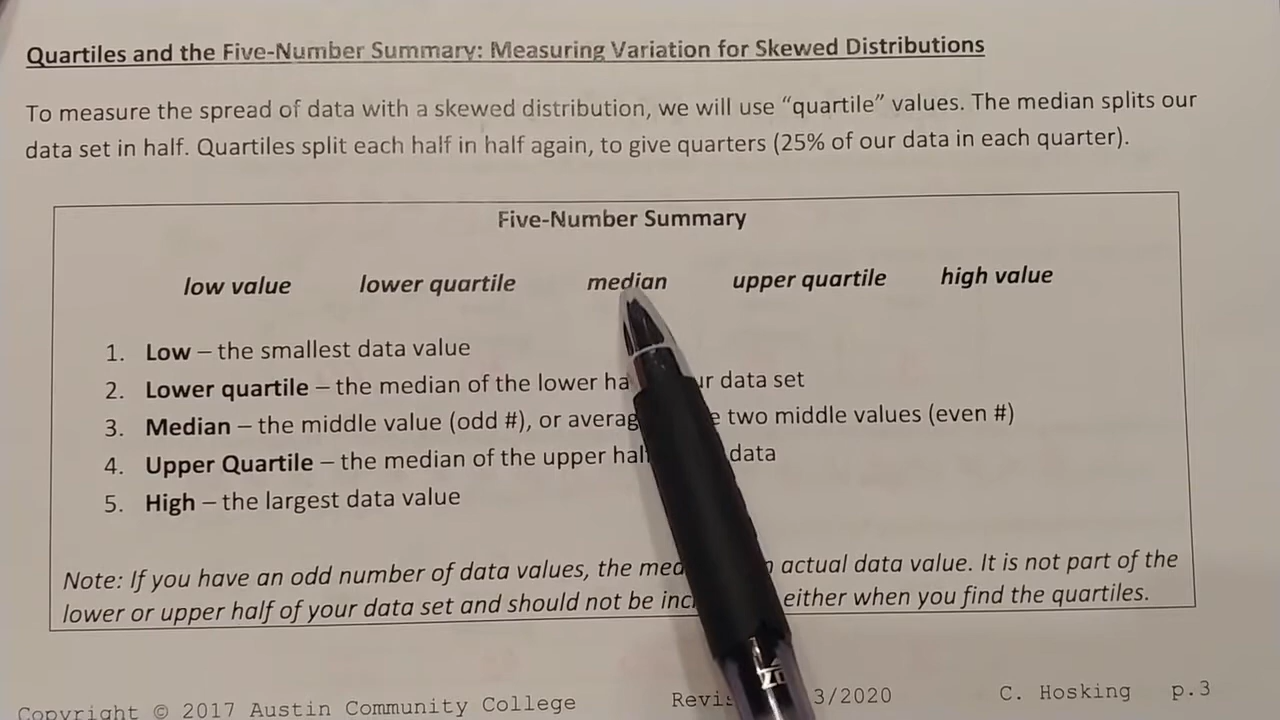 Quartiles and the Five-Number Summary: Measuring Variation for Skewed Distributions
To measure the spread of data with a skewed distribution, we will use “quartile” values. The median splits our
data set in half. Quartiles split each half in half again, to give quarters (25% of our data in each quarter).
Five-Number Summary
low value lower quartile median upper quartile high value
1. Low – the smallest data value
2. Lower quartile – the median of the lower data set
3. Median – the middle value (odd #), or two middle values (even #)
4. Upper Quartile – the median of the upper data
5. High – the largest data value
Note: If you have an odd number of data values, the actual data value. It is not part of the
lower or upper half of your data set and should not be either when you find the quartiles.
Copyright © 2017 Austin Community College 3/2020 C. Hosking p.3